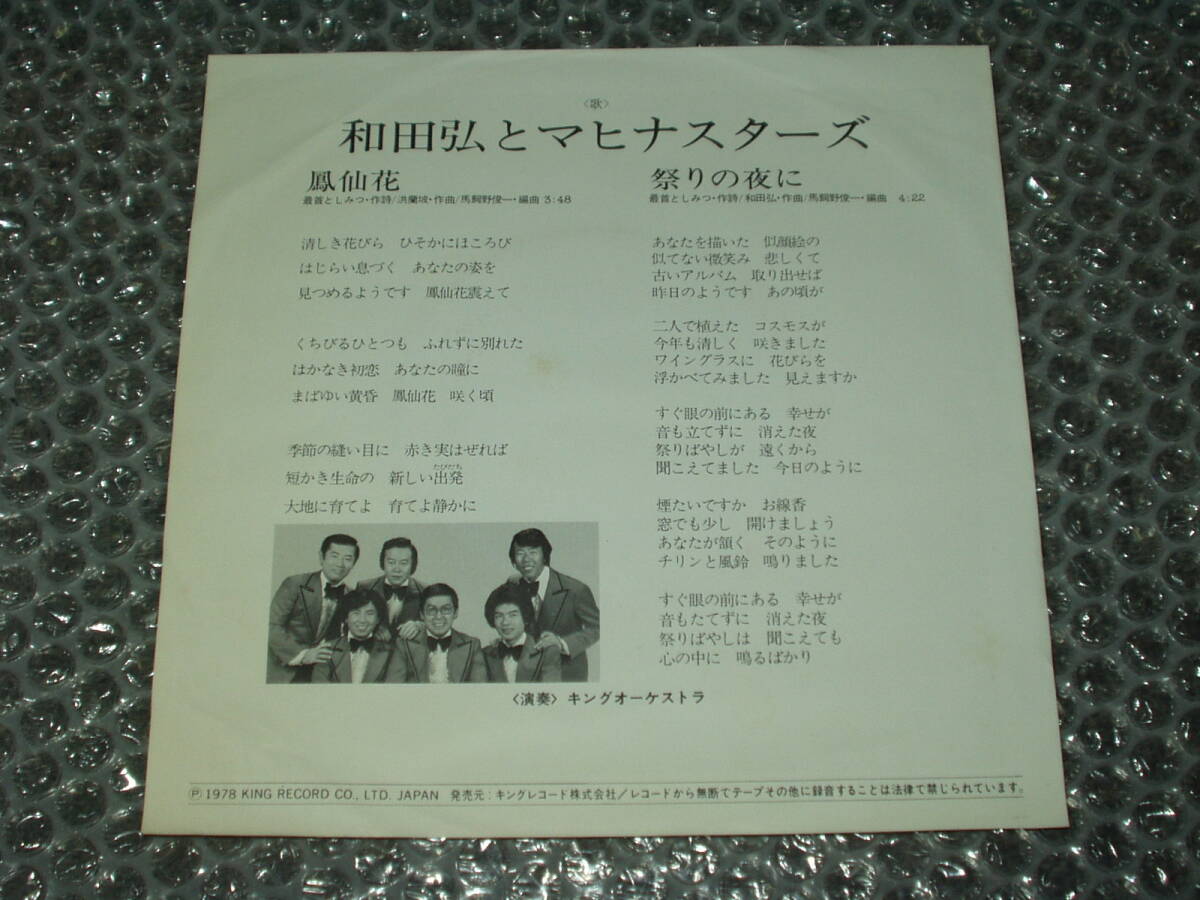 〈歌〉
和田弘とマヒナスターズ
鳳仙花
最首としみつ・作詩/洪蘭坡・作曲/馬飼野俊一・編曲 3:48
清しき花びら　ひそかにほころび
はじらい息づく　あなたの姿を
見つめるようです　鳳仙花震えて
くちびるひとつも　ふれずに別れた
はかなき初恋　あなたの瞳に
まばゆい黄昏　鳳仙花　咲く頃
季節の縫い目に　赤き実はぜれば
たびだち
短かき生命の　新しい出発
大地に育てよ　育てよ静かに
祭りの夜に
最首としみつ・作詩/和田弘・作曲/馬飼野俊一・編曲 4:22
あなたを描いた　似顔絵の
似てない微笑み　悲しくて
古いアルバム　取り出せば
昨日のようです　あの頃が
二人で植えた　コスモスが
今年も清しく　咲きました
ワイングラスに　花びらを
浮かべてみました　見えますか
すぐ眼の前にある　幸せが
音も立てずに　消えた夜
祭りばやしが　遠くから
聞こえてました　今日のように
煙たいですか　お線香
窓でも少し　開けましょう
あなたが頷く　そのように
チリンと風鈴　鳴りました
すぐ眼の前にある　幸せが
音もたてずに　消えた夜
祭りばやしは　聞こえても
心の中に　鳴るばかり
〈演奏〉キングオーケストラ
Ⓟ1978 KING RECORD CO., LTD. JAPAN　発売元：キングレコード株式会社／レコードから無断でテープその他に録音することは法律で禁じられています。